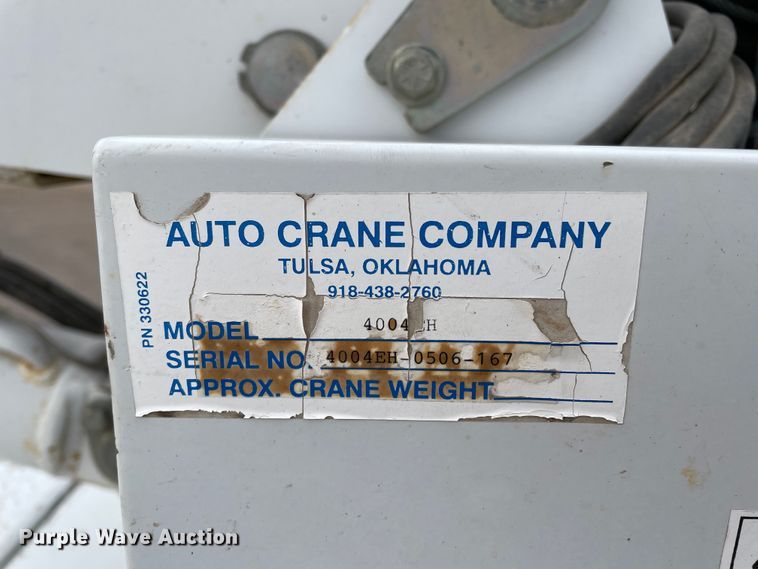 AUTO CRANE COMPANY
TULSA, OKLAHOMA
918-438-2760
PN 330622
MODEL 4004EH
SERIAL NO. 4004EH-0506-167
APPROX. CRANE WEIGHT
Purple Wave Auction